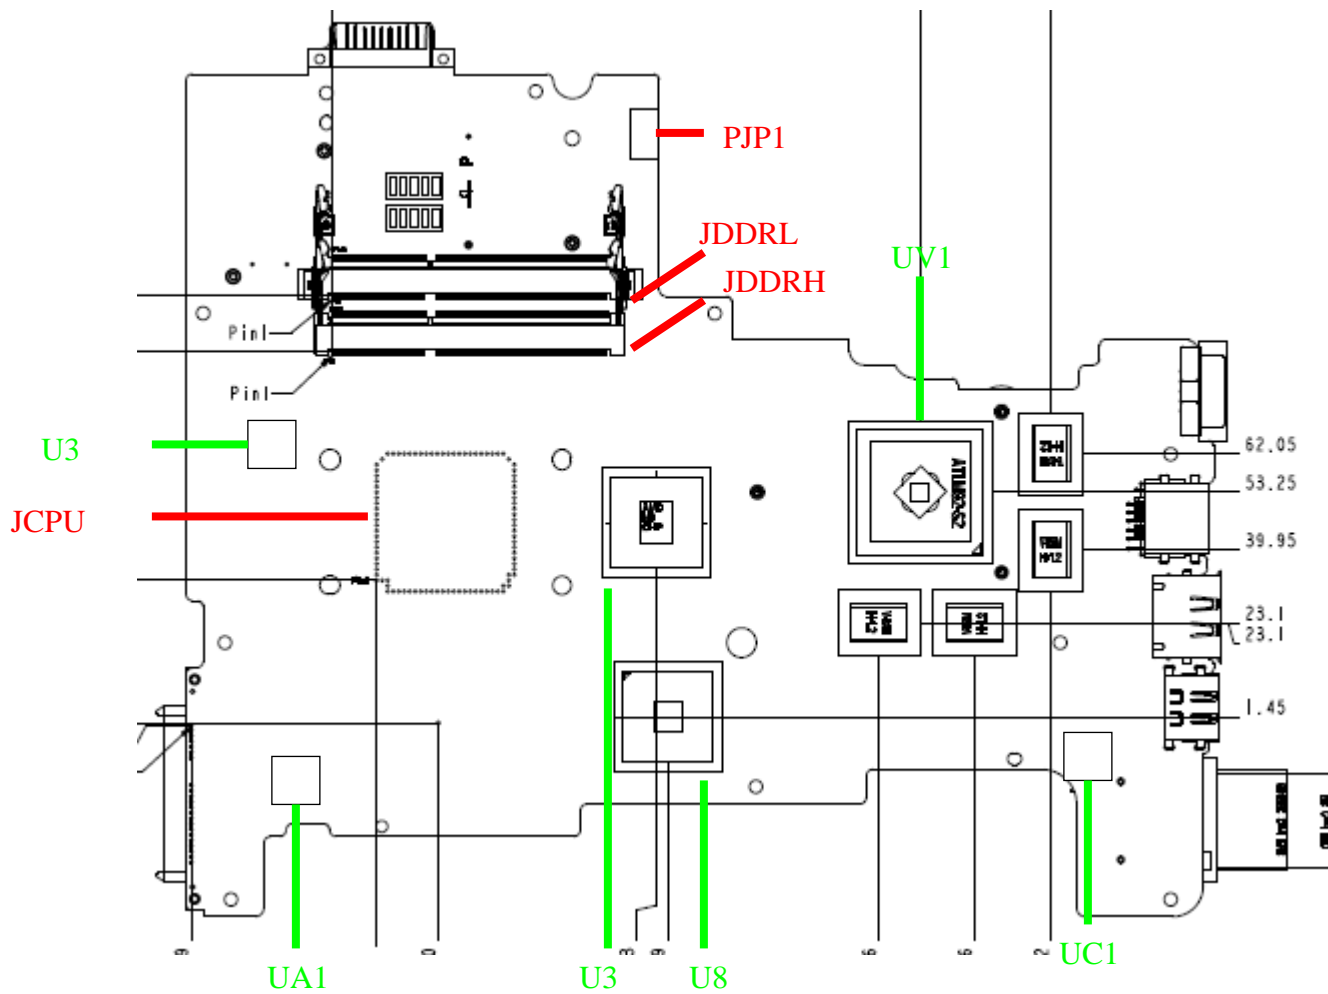 PJP1
JDDRL
UV1
JDDRH
Pin1
Pin1
U3
62.05
53.25
JCPU
39.95
23.1
23.1
1.45
UA1
U3
U8
UC1